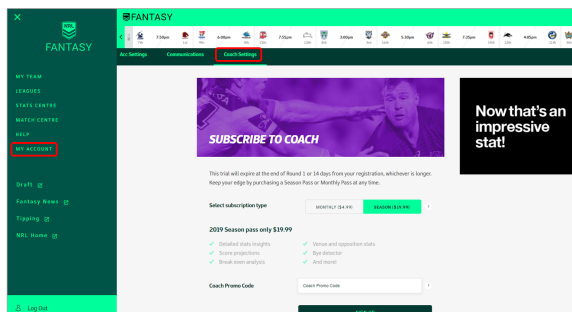 NRL
FANTASY
FANTASY
7:50pm
6:00pm
7:55pm
3:00pm
5:30pm
7:35pm
4:05pm
Acc Settings
Communications
Coach Settings
MY TEAM
LEAGUES
STATS CENTRE
MATCH CENTRE
HELP
MY ACCOUNT
Draft
Fantasy News
Tipping
NRL Home
Log Out
SUBSCRIBE TO COACH
Now that's an
impressive
stat!
This trial will expire at the end of Round 1 or 14 days from your registration, whichever is longer.
Keep your edge by purchasing a Season Pass or Monthly Pass at any time.
Select subscription type
MONTHLY ($4.99)
SEASON ($19.99)
2019 Season pass only $19.99
Detailed stats insights
Venue and opposition stats
Score projections
Bye detector
Break even analysis
And more!
Coach Promo Code
Coach Promo Code
SIGN UP